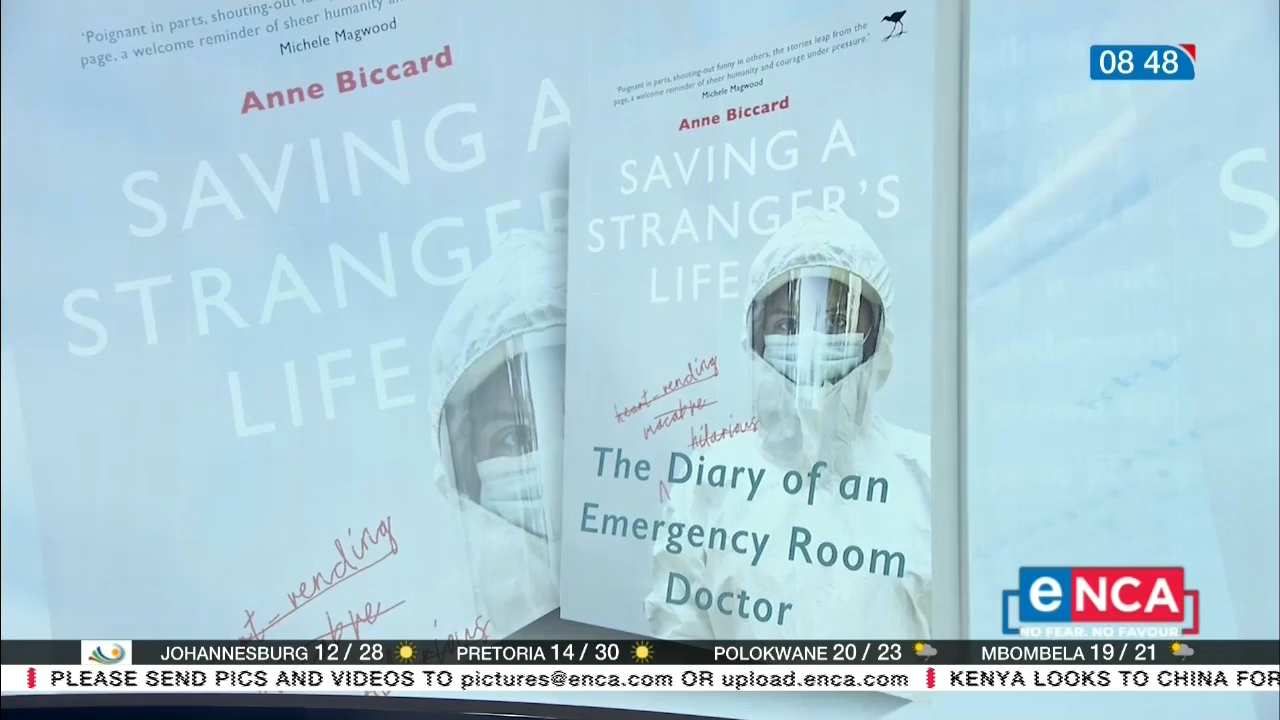 'Poignant in parts, shouting-out
page, a welcome reminder of sheer humanity
Michele Magwood
Anne Biccard
SAVING A
STRANGER
LIFE
rending
'Poignant in parts, shouting-out funny in others, the stories leap from the
page, a welcome reminder of sheer humanity and courage under pressure.'
Michele Magwood
Anne Biccard
SAVING A
STRANGER'S
LIFE
heart-rending
macabre
hilarious
The Diary of an
Emergency Room
Doctor
S
08 48
eNCA
NO FEAR. NO FAVOUR
JOHANNESBURG 12 / 28 PRETORIA 14 / 30 POLOKWANE 20 / 23 MBOMBELA 19 / 21
PLEASE SEND PICS AND VIDEOS TO pictures@enca.com OR upload.enca.com KENYA LOOKS TO CHINA FOR